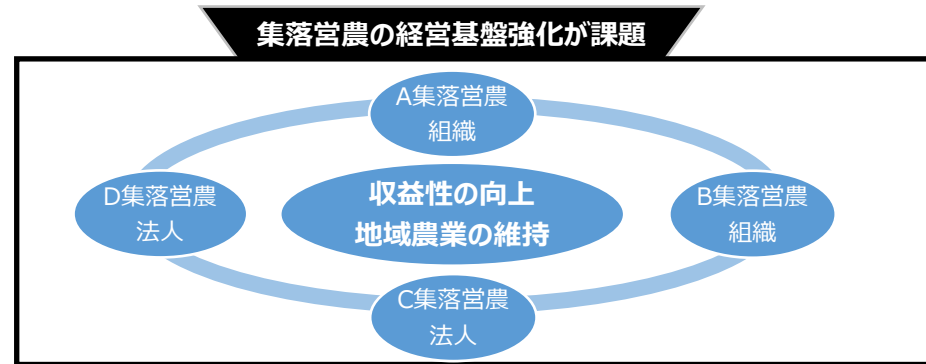 集落営農の経営基盤強化が課題
A集落営農
組織
D集落営農
法人
収益性の向上
地域農業の維持
B集落営農
組織
C集落営農
法人